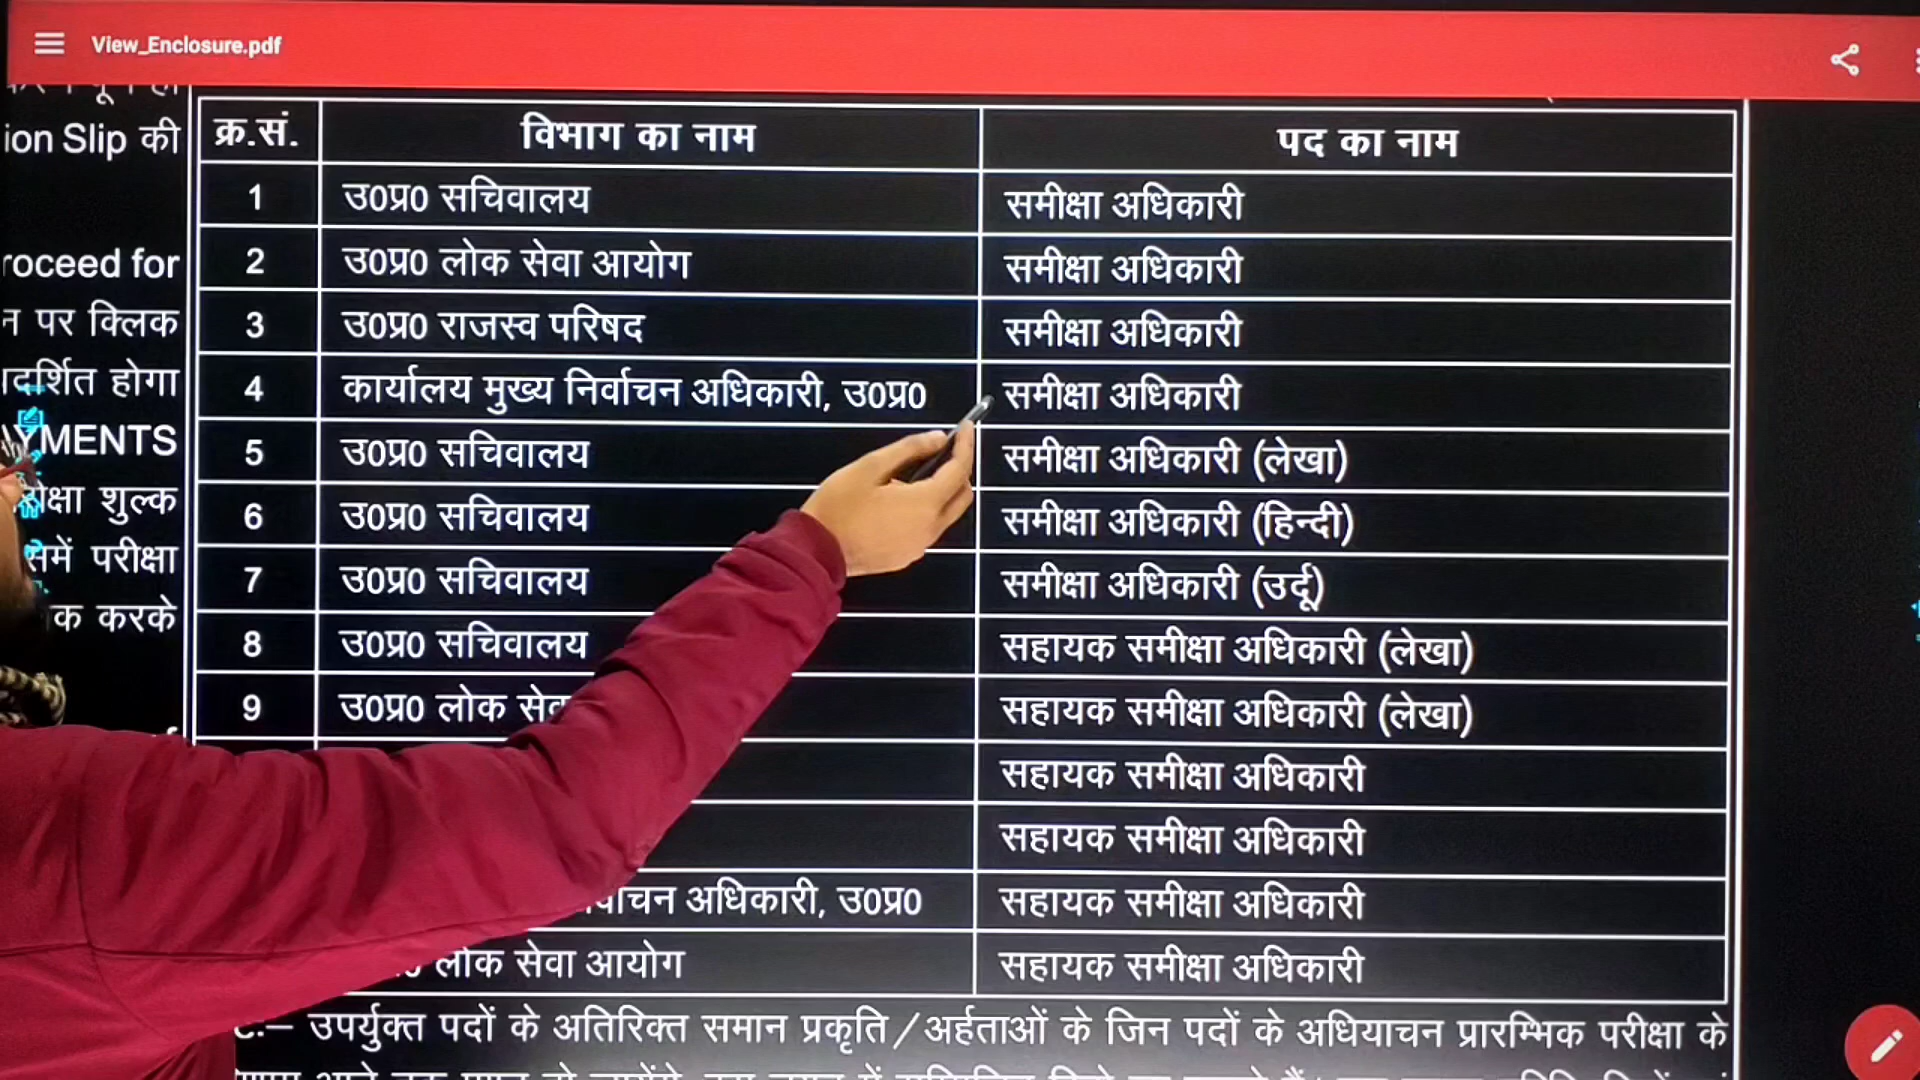 View_Enclosure.pdf
ion Slip की
roceed for
न पर क्लिक
होगा
YMENTS
शुल्क
परीक्षा
क करके
क्र.सं. विभाग का नाम पद का नाम
1 उ0प्र0 सचिवालय समीक्षा अधिकारी
2 उ0प्र0 लोक सेवा आयोग समीक्षा अधिकारी
3 उ0प्र0 राजस्व परिषद समीक्षा अधिकारी
4 कार्यालय मुख्य निर्वाचन अधिकारी, उ0प्र0 समीक्षा अधिकारी
5 उ0प्र0 सचिवालय समीक्षा अधिकारी (लेखा)
6 उ0प्र0 सचिवालय समीक्षा अधिकारी (हिन्दी)
7 उ0प्र0 सचिवालय समीक्षा अधिकारी (उर्दू)
8 उ0प्र0 सचिवालय सहायक समीक्षा अधिकारी (लेखा)
9 उ0प्र0 लोक सहायक समीक्षा अधिकारी (लेखा)
सहायक समीक्षा अधिकारी
सहायक समीक्षा अधिकारी
अधिकारी, उ0प्र0 सहायक समीक्षा अधिकारी
लोक सेवा आयोग सहायक समीक्षा अधिकारी
उपर्युक्त पदों के अतिरिक्त समान प्रकृति/अर्हताओं के जिन पदों के अधियाचन प्रारम्भिक परीक्षा के